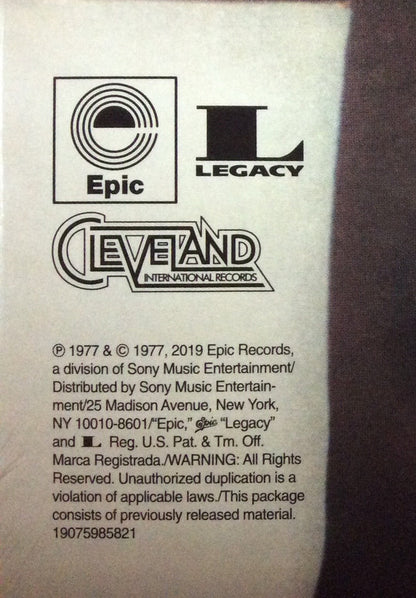 Epic
L
LEGACY
CLEVELAND
INTERNATIONAL RECORDS
℗ 1977 & © 1977, 2019 Epic Records,
a division of Sony Music Entertainment/
Distributed by Sony Music Entertain-
ment/25 Madison Avenue, New York,
NY 10010-8601/“Epic,” Epic “Legacy”
and L Reg. U.S. Pat. & Tm. Off.
Marca Registrada./WARNING: All Rights
Reserved. Unauthorized duplication is a
violation of applicable laws./This package
consists of previously released material.
19075985821